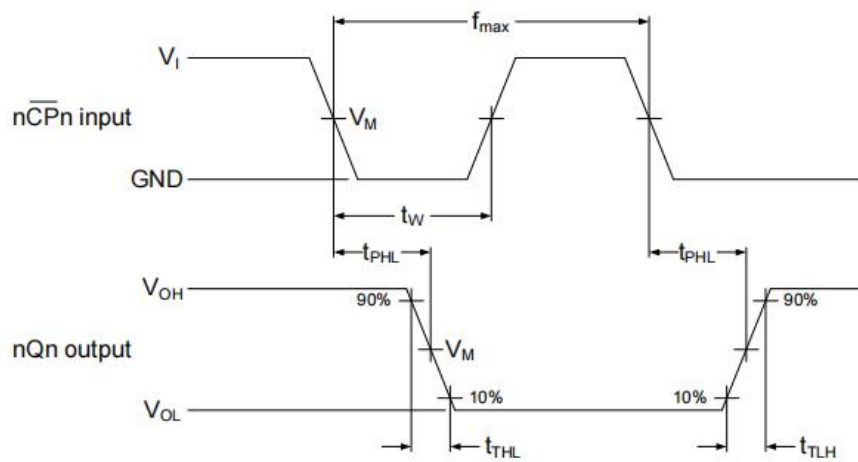 fmax
VI
nC̅P̅n input
VM
GND
tW
tPHL
tPHL
VOH
90%
90%
nQn output
VM
10%
10%
VOL
tTHL
tTLH